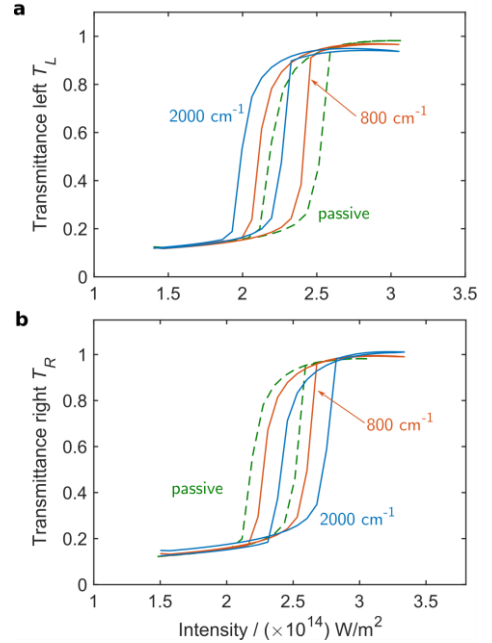 a
Transmittance left T_L
1
0.8
0.6
0.4
0.2
0
2000 cm⁻¹
800 cm⁻¹
passive
1 1.5 2 2.5 3 3.5
b
Transmittance right T_R
1
0.8
0.6
0.4
0.2
0
800 cm⁻¹
passive
2000 cm⁻¹
1 1.5 2 2.5 3 3.5 4
Intensity / (×10¹⁴) W/m²